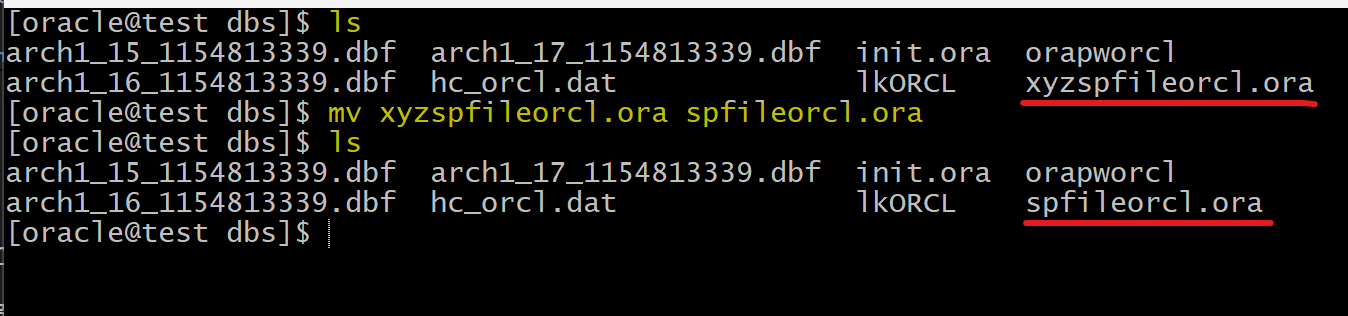 [oracle@test dbs]$ ls
arch1_15_1154813339.dbf  arch1_17_1154813339.dbf  init.ora  orapworcl
arch1_16_1154813339.dbf  hc_orcl.dat              lkORCL    xyzspfileorcl.ora
[oracle@test dbs]$ mv xyzspfileorcl.ora spfileorcl.ora
[oracle@test dbs]$ ls
arch1_15_1154813339.dbf  arch1_17_1154813339.dbf  init.ora  orapworcl
arch1_16_1154813339.dbf  hc_orcl.dat              lkORCL    spfileorcl.ora
[oracle@test dbs]$